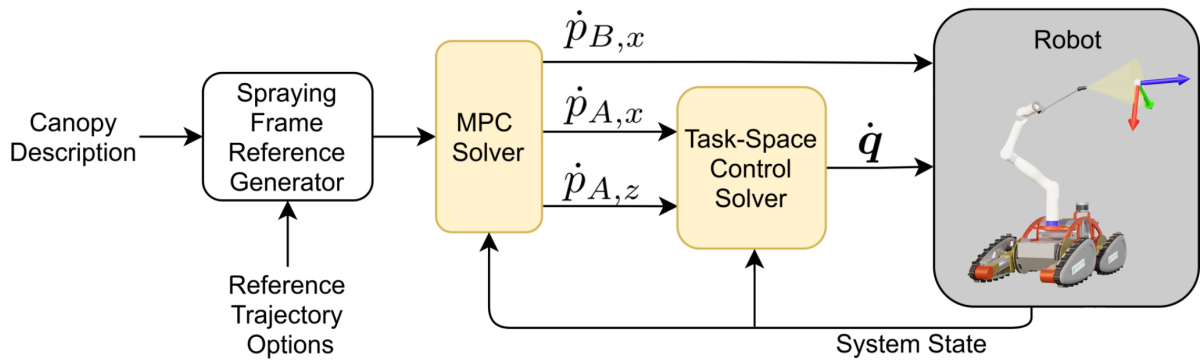 Canopy
Description
Spraying
Frame
Reference
Generator
Reference
Trajectory
Options
MPC
Solver
ṗ_{B,x}
ṗ_{A,x}
ṗ_{A,z}
Task-Space
Control
Solver
q̇
Robot
System State